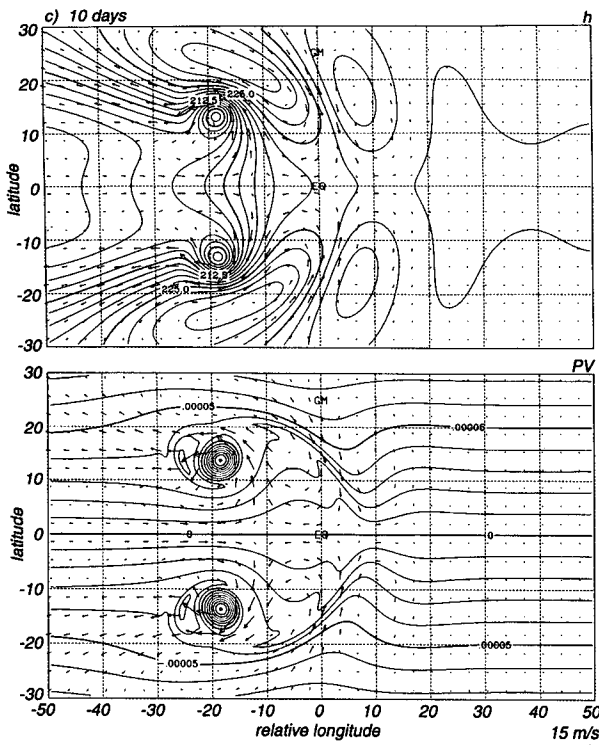 c) 10 days h
30
GM
20
212.5 225.0
10
0 EQ
latitude
-10
212.5
-20 225.0
-30
PV
30
GM
.00005 .00005
20
10
0 0 EQ 0
latitude
-10
-20
.00005 .00005
30
-50 -40 -30 -20 -10 0 10 20 30 40 50
relative longitude 15 m/s